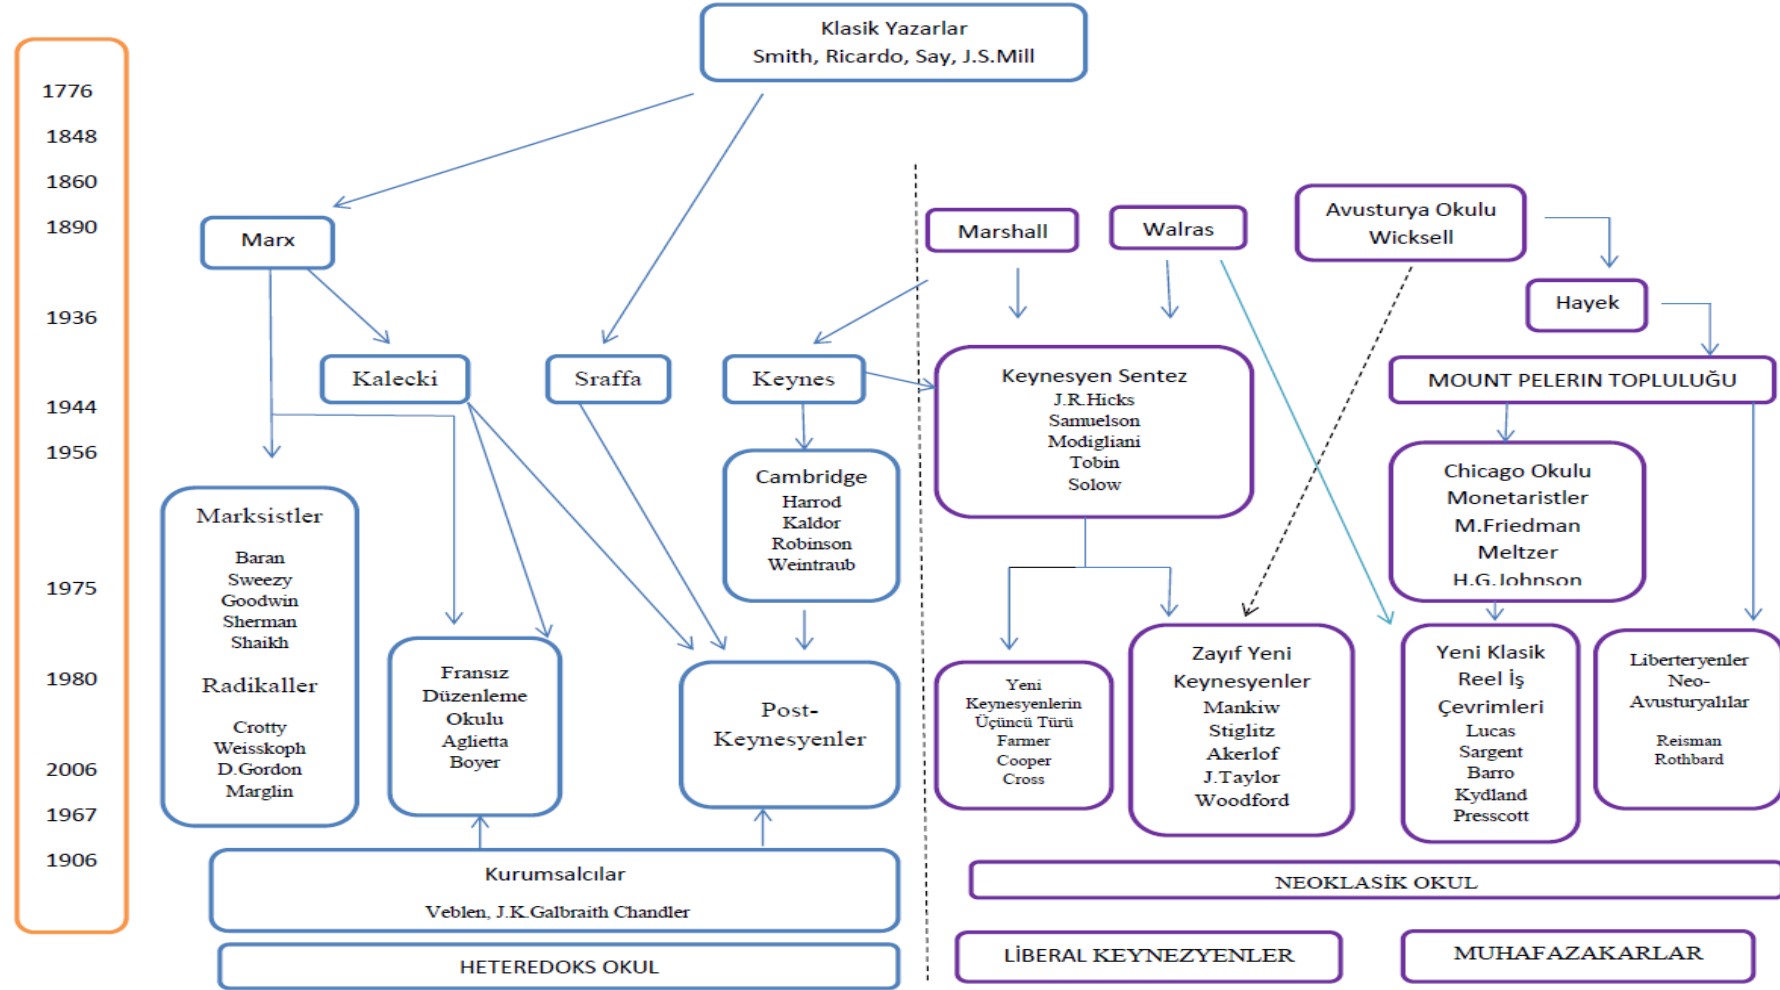 Klasik Yazarlar
Smith, Ricardo, Say, J.S.Mill
1776
1848
1860
1890
1936
1944
1956
1975
1980
2006
1967
1906
Marx
Marshall
Walras
Avusturya Okulu
Wicksell
Hayek
Kalecki
Sraffa
Keynes
Keynesyen Sentez
J.R.Hicks
Samuelson
Modigliani
Tobin
Solow
MOUNT PELERIN TOPLULUĞU
Cambridge
Harrod
Kaldor
Robinson
Weintraub
Chicago Okulu
Monetaristler
M.Friedman
Meltzer
H.G.Johnson
Marksistler
Baran
Sweezy
Goodwin
Sherman
Shaikh
Radikaller
Crotty
Weisskoph
D.Gordon
Marglin
Fransız
Düzenleme
Okulu
Aglietta
Boyer
Post-
Keynesyenler
Yeni
Keynesyenlerin
Üçüncü Türü
Farmer
Cooper
Cross
Zayıf Yeni
Keynesyenler
Mankiw
Stiglitz
Akerlof
J.Taylor
Woodford
Yeni Klasik
Reel İş
Çevrimleri
Lucas
Sargent
Barro
Kydland
Presscott
Liberteryenler
Neo-
Avusturyalılar
Reisman
Rothbard
Kurumsalcılar
Veblen, J.K.Galbraith Chandler
NEOKLASİK OKUL
HETEREDOKS OKUL
LİBERAL KEYNEZYENLER
MUHAFAZAKARLAR